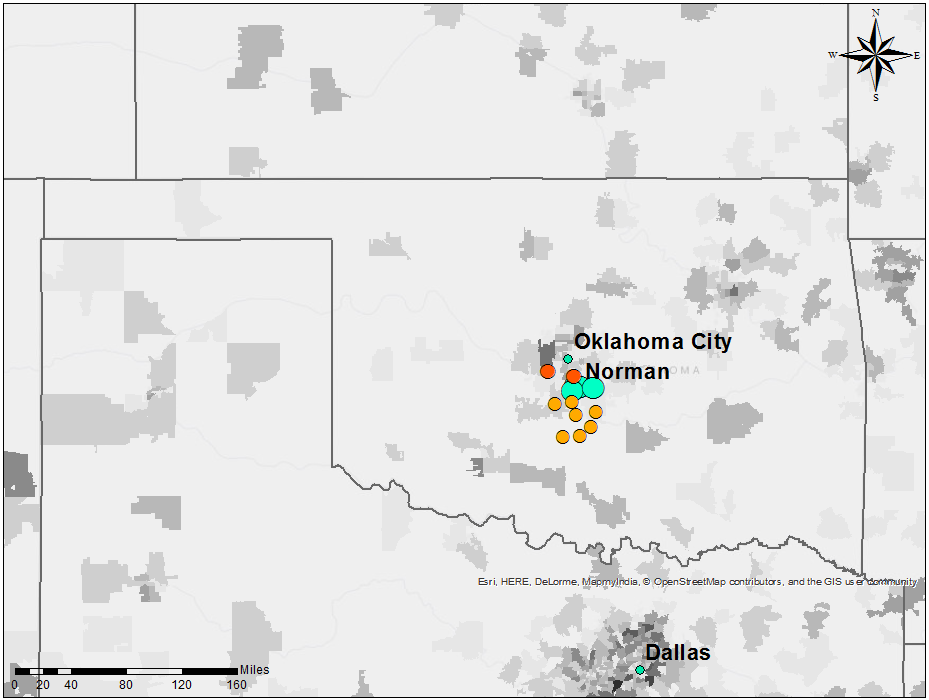 N
W E
S
Oklahoma City
Norman
OMA
Esri, HERE, DeLorme, MapmyIndia, © OpenStreetMap contributors, and the GIS user community
Dallas
Miles
0 20 40 80 120 160